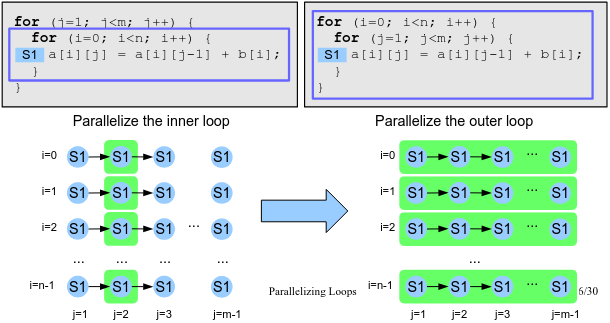 for (j=1; j<m; j++) {
for (i=0; i<n; i++) {
S1 a[i][j] = a[i][j-1] + b[i];
}
}
for (i=0; i<n; i++) {
for (j=1; j<m; j++) {
S1 a[i][j] = a[i][j-1] + b[i];
}
}
Parallelize the inner loop
i=0 S1 S1 S1 S1
i=1 S1 S1 S1 S1
i=2 S1 S1 S1 ... S1
... ... ... ...
i=n-1 S1 S1 S1 S1
j=1 j=2 j=3 j=m-1
Parallelize the outer loop
i=0 S1 S1 S1 ... S1
i=1 S1 S1 S1 ... S1
i=2 S1 S1 S1 ... S1
...
i=n-1 S1 S1 S1 ... S1
j=1 j=2 j=3 j=m-1
Parallelizing Loops
6/30